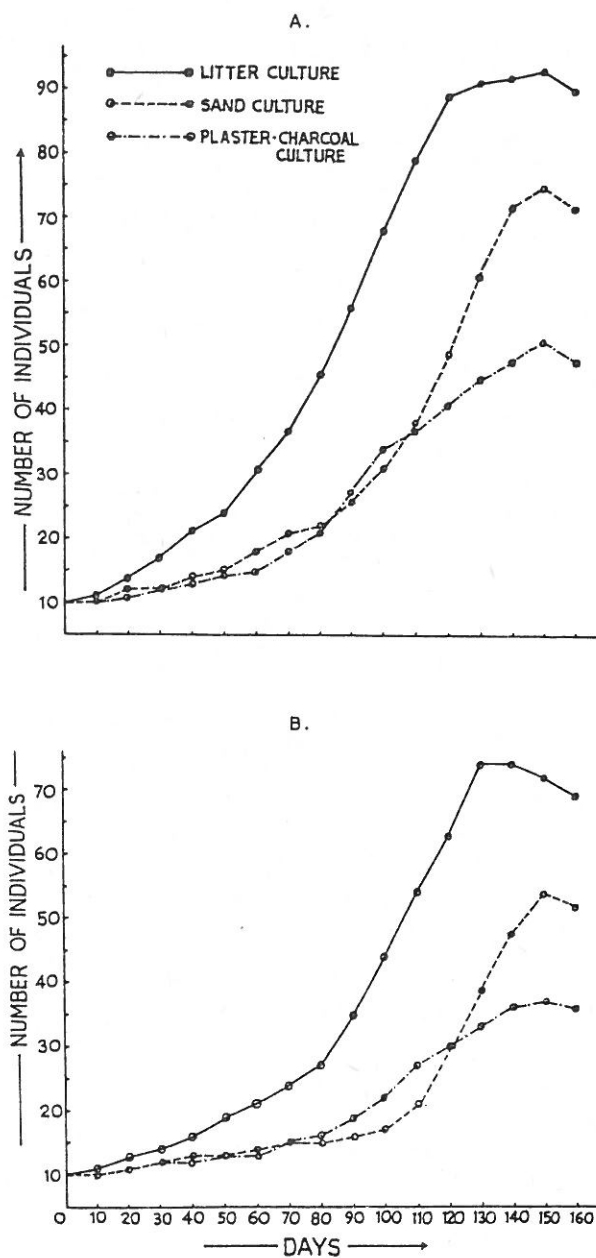 A.
LITTER CULTURE
SAND CULTURE
PLASTER-CHARCOAL
CULTURE
NUMBER OF INDIVIDUALS
90
80
70
60
50
40
30
20
10
B.
NUMBER OF INDIVIDUALS
70
60
50
40
30
20
10
0 10 20 30 40 50 60 70 80 90 100 110 120 130 140 150 160
DAYS